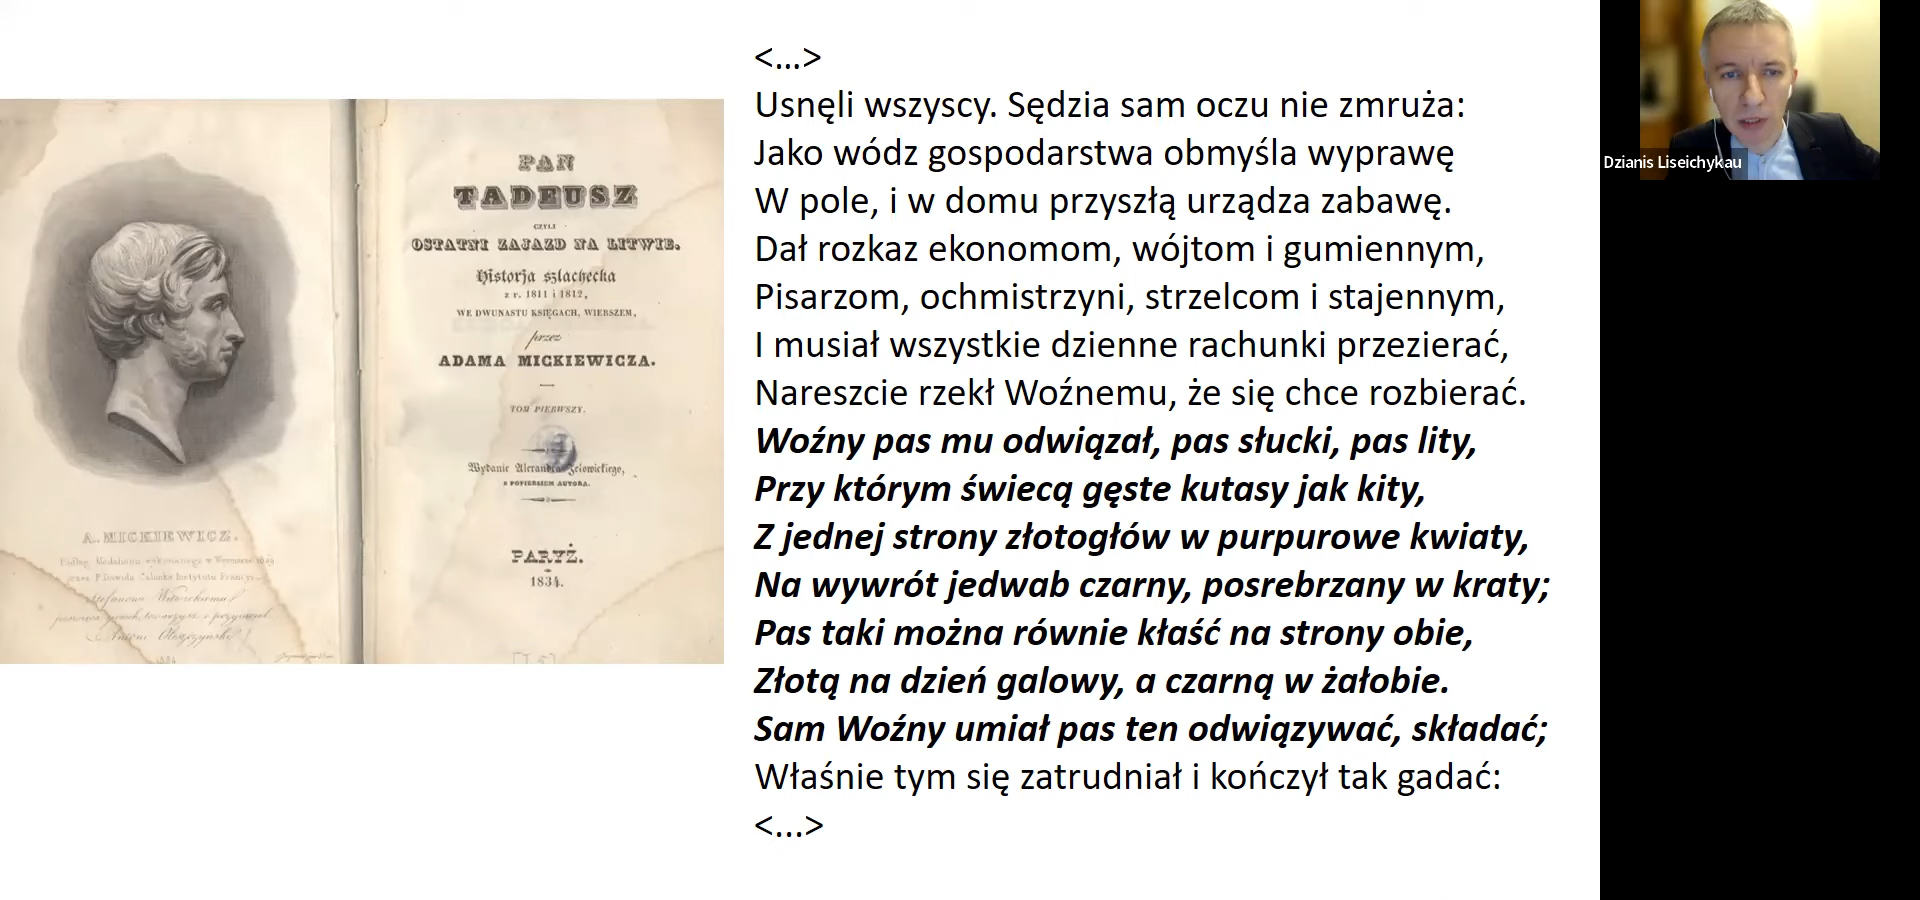 PAN
TADEUSZ
CZYLI
OSTATNI ZAJAZD NA LITWIE.
Historja szlachecka
z r. 1811 i 1812,
WE DWUNASTU KSIĘGACH, WIERSZEM,
przez
ADAMA MICKIEWICZA.
TOM PIERWSZY.
Wydanie Alexandra Jełowickiego,
Z POPIERSIEM AUTORA.
PARYŻ.
1834.
A. MICKIEWICZ.
<...>
Usnęli wszyscy. Sędzia sam oczu nie zmruża:
Jako wódz gospodarstwa obmyśla wyprawę
W pole, i w domu przyszłą urządza zabawę.
Dał rozkaz ekonomom, wójtom i gumiennym,
Pisarzom, ochmistrzyni, strzelcom i stajennym,
I musiał wszystkie dzienne rachunki przezierać,
Nareszcie rzekł Woźnemu, że się chce rozbierać.
Woźny pas mu odwiązał, pas słucki, pas lity,
Przy którym świecą gęste kutasy jak kity,
Z jednej strony złotogłów w purpurowe kwiaty,
Na wywrót jedwab czarny, posrebrzany w kraty;
Pas taki można równie kłaść na strony obie,
Złotą na dzień galowy, a czarną w żałobie.
Sam Woźny umiał pas ten odwiązywać, składać;
Właśnie tym się zatrudniał i kończył tak gadać:
<...>
Dzianis Liseichykau